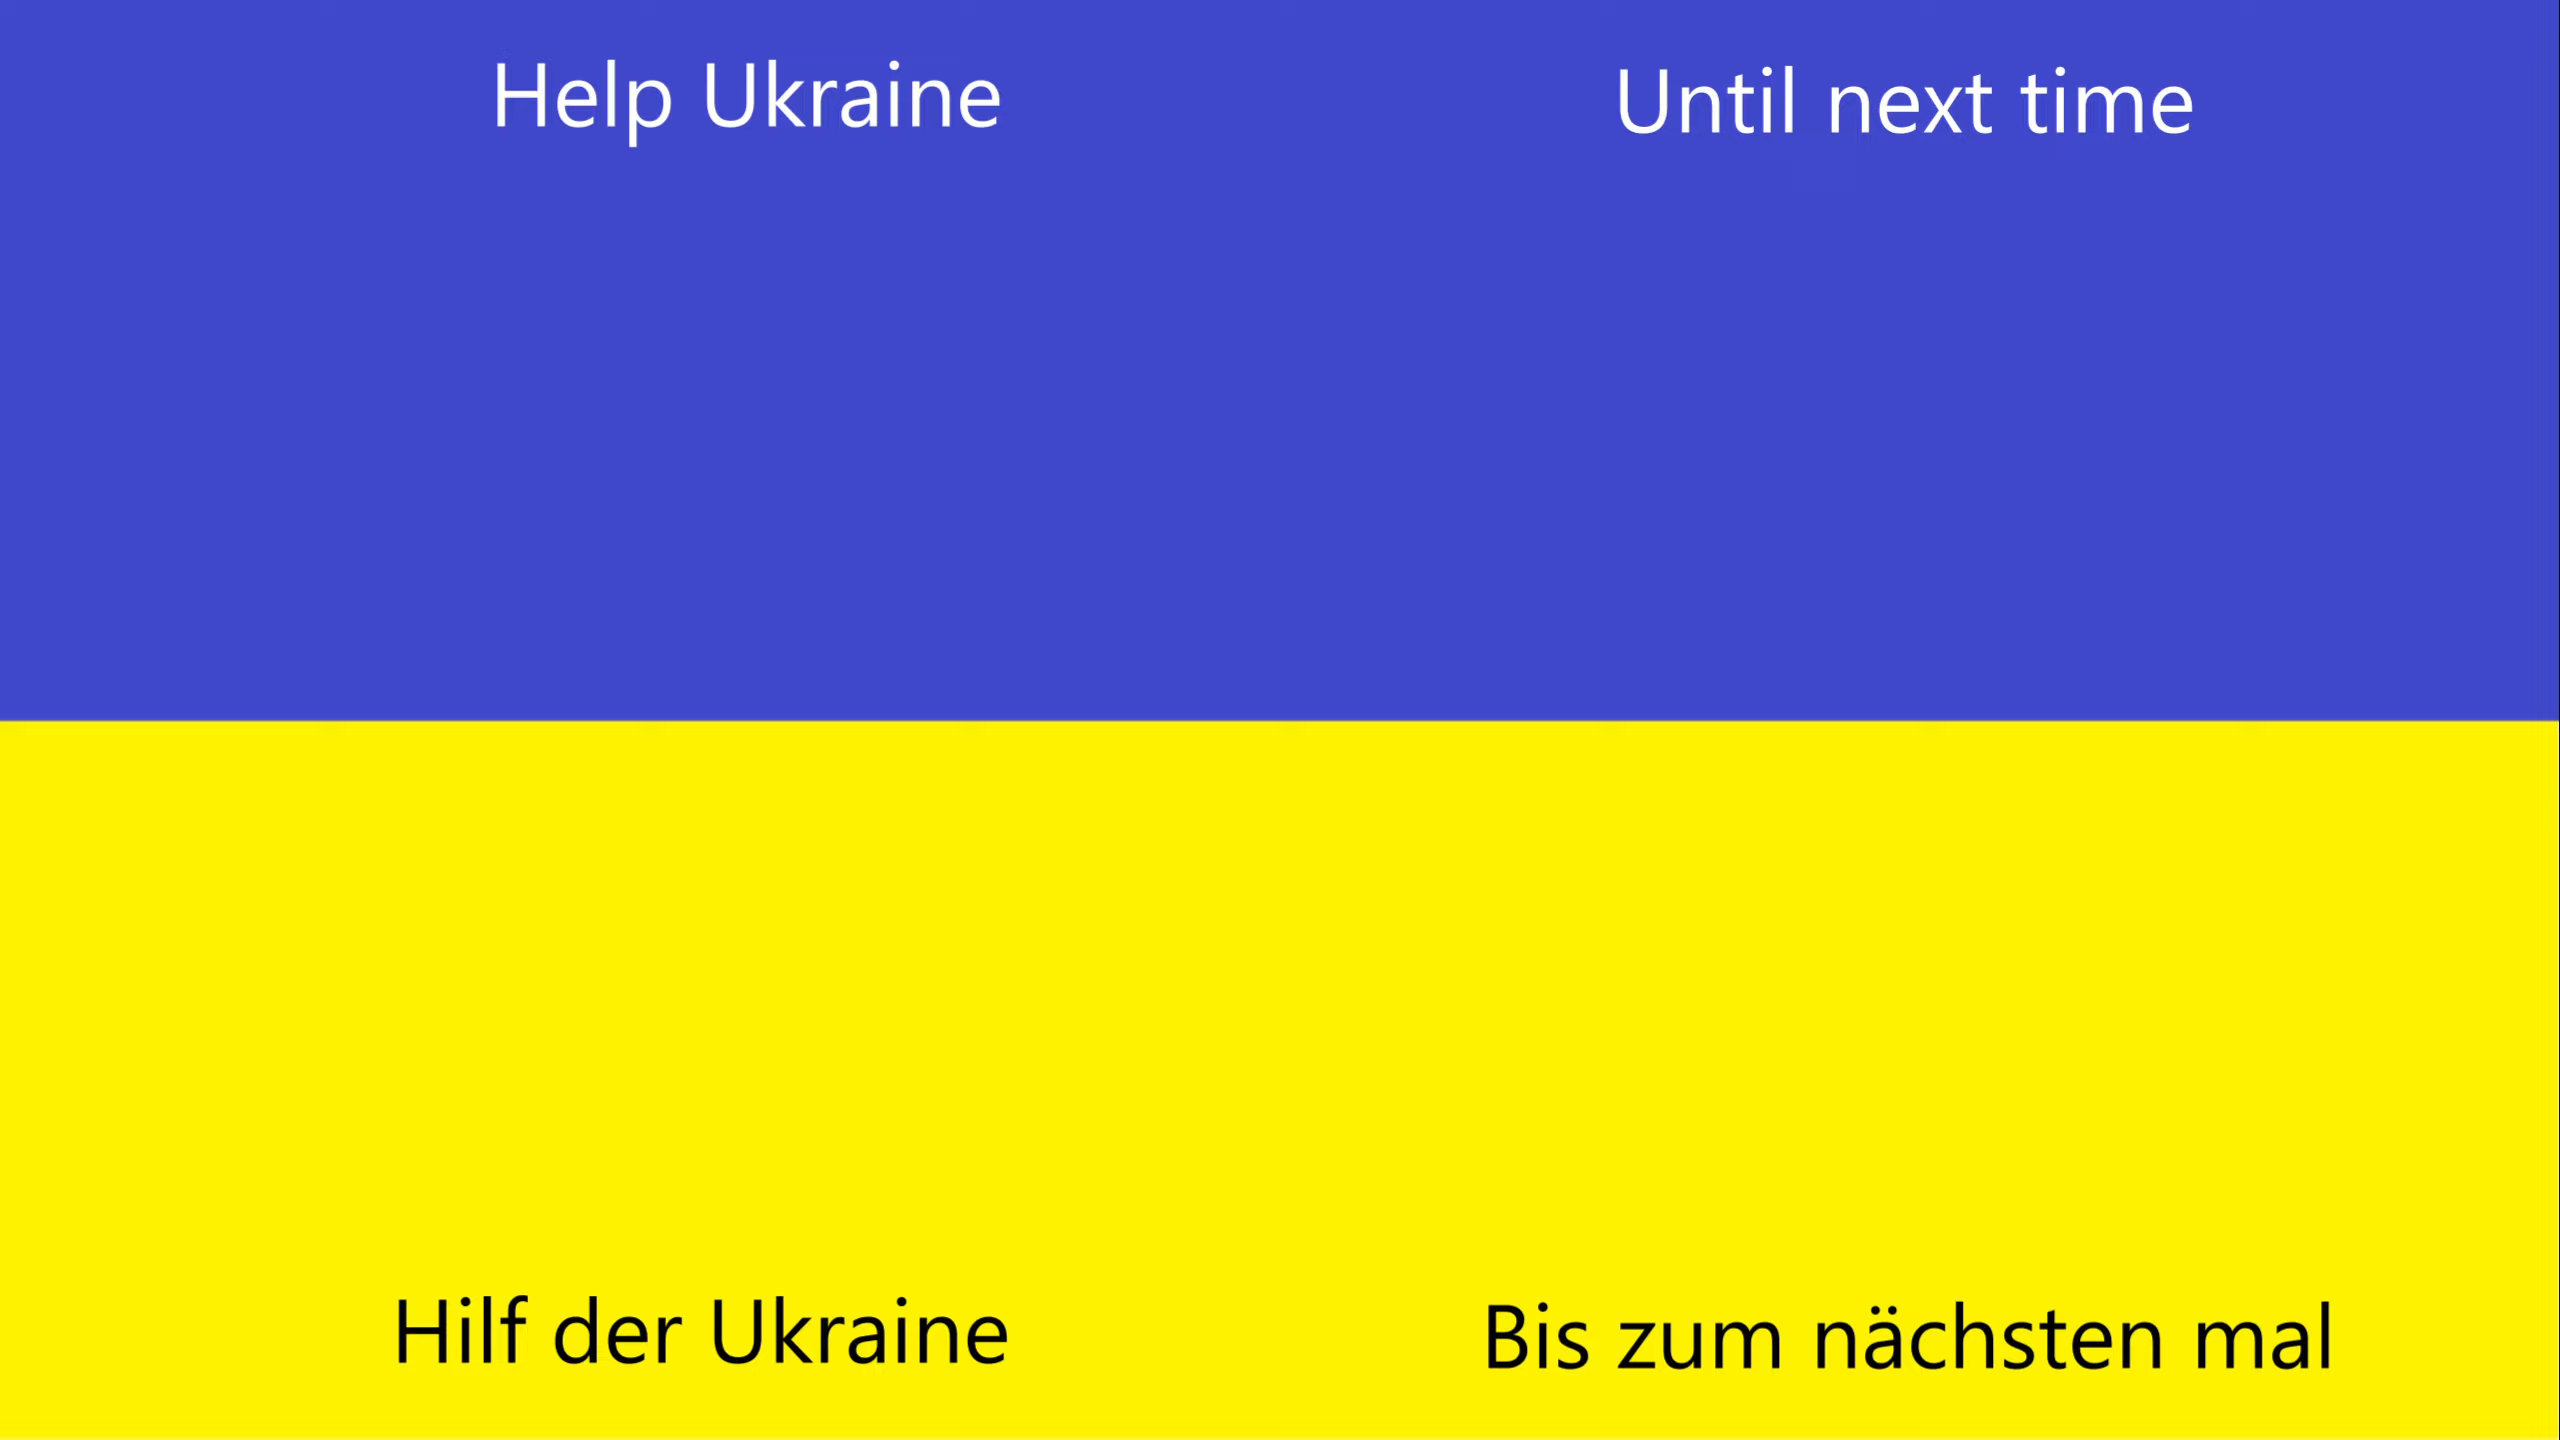 Help Ukraine
Until next time
Hilf der Ukraine
Bis zum nächsten mal